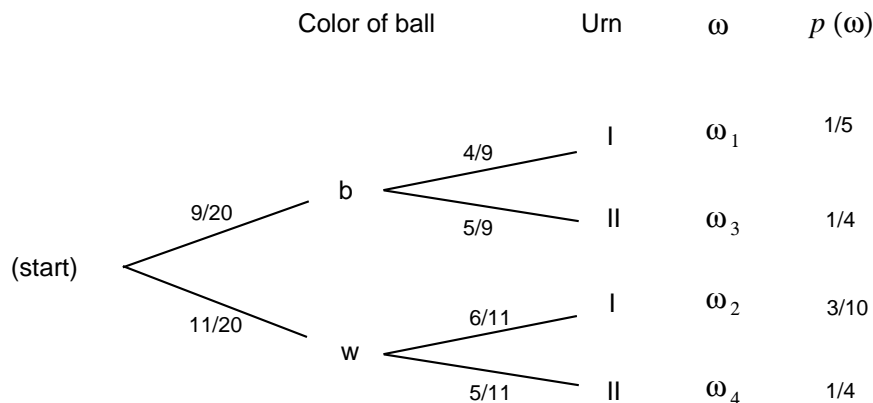 Color of ball Urn ω p (ω)
4/9 I ω1 1/5
b
9/20 5/9 II ω3 1/4
(start)
11/20 6/11 I ω2 3/10
w
5/11 II ω4 1/4